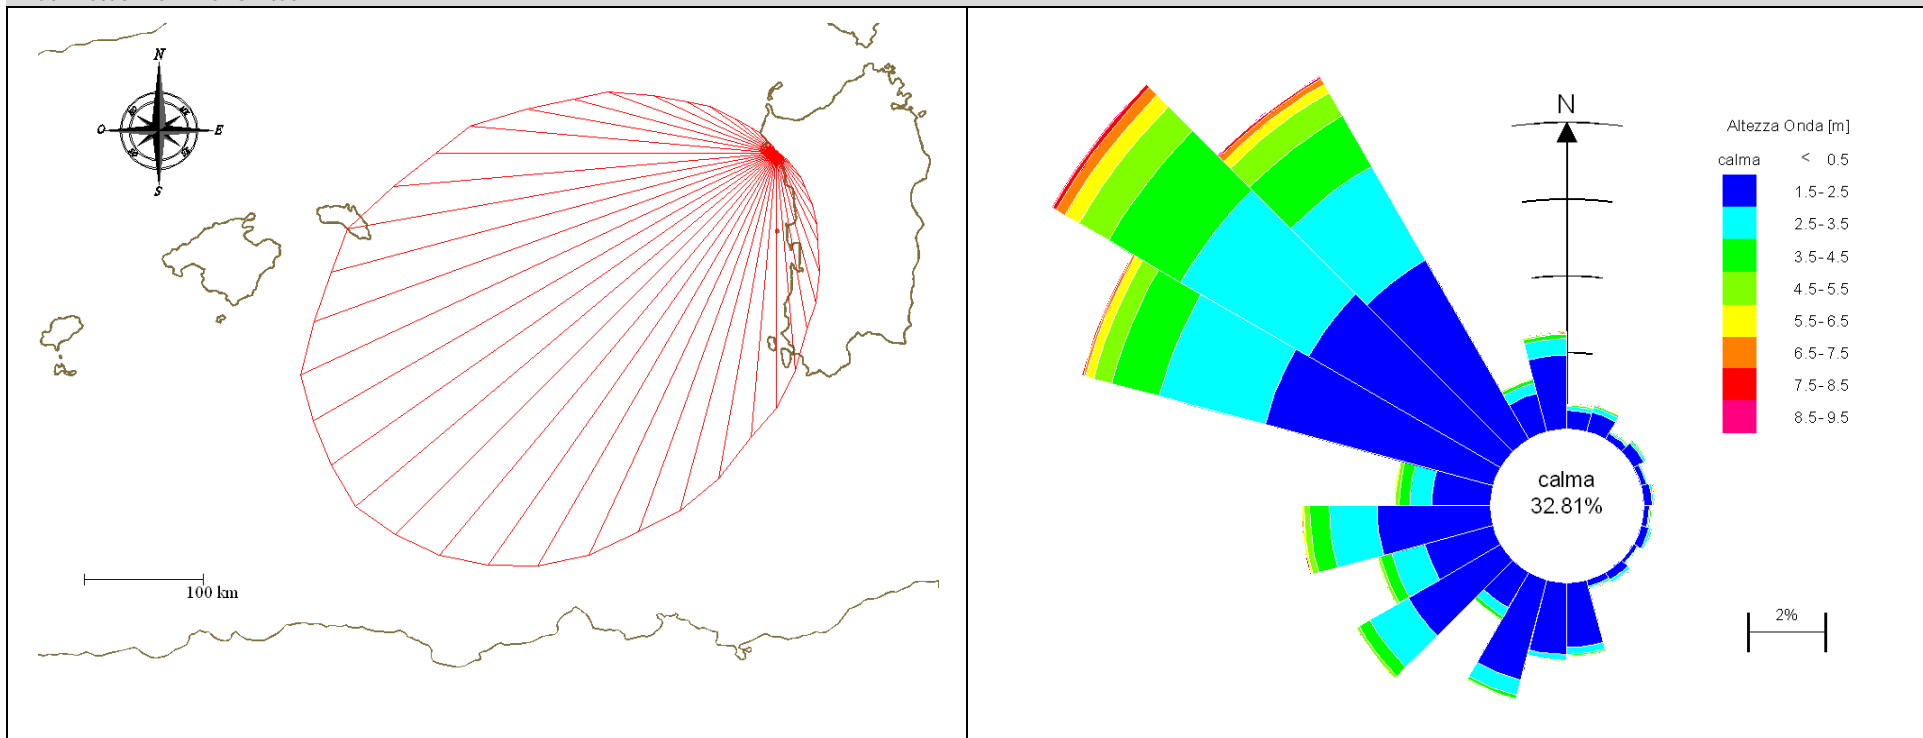 N
O
E
S
100 km
N
Altezza Onda [m]
calma < 0.5
1.5-2.5
2.5-3.5
3.5-4.5
4.5-5.5
5.5-6.5
6.5-7.5
7.5-8.5
8.5-9.5
calma
32.81%
2%